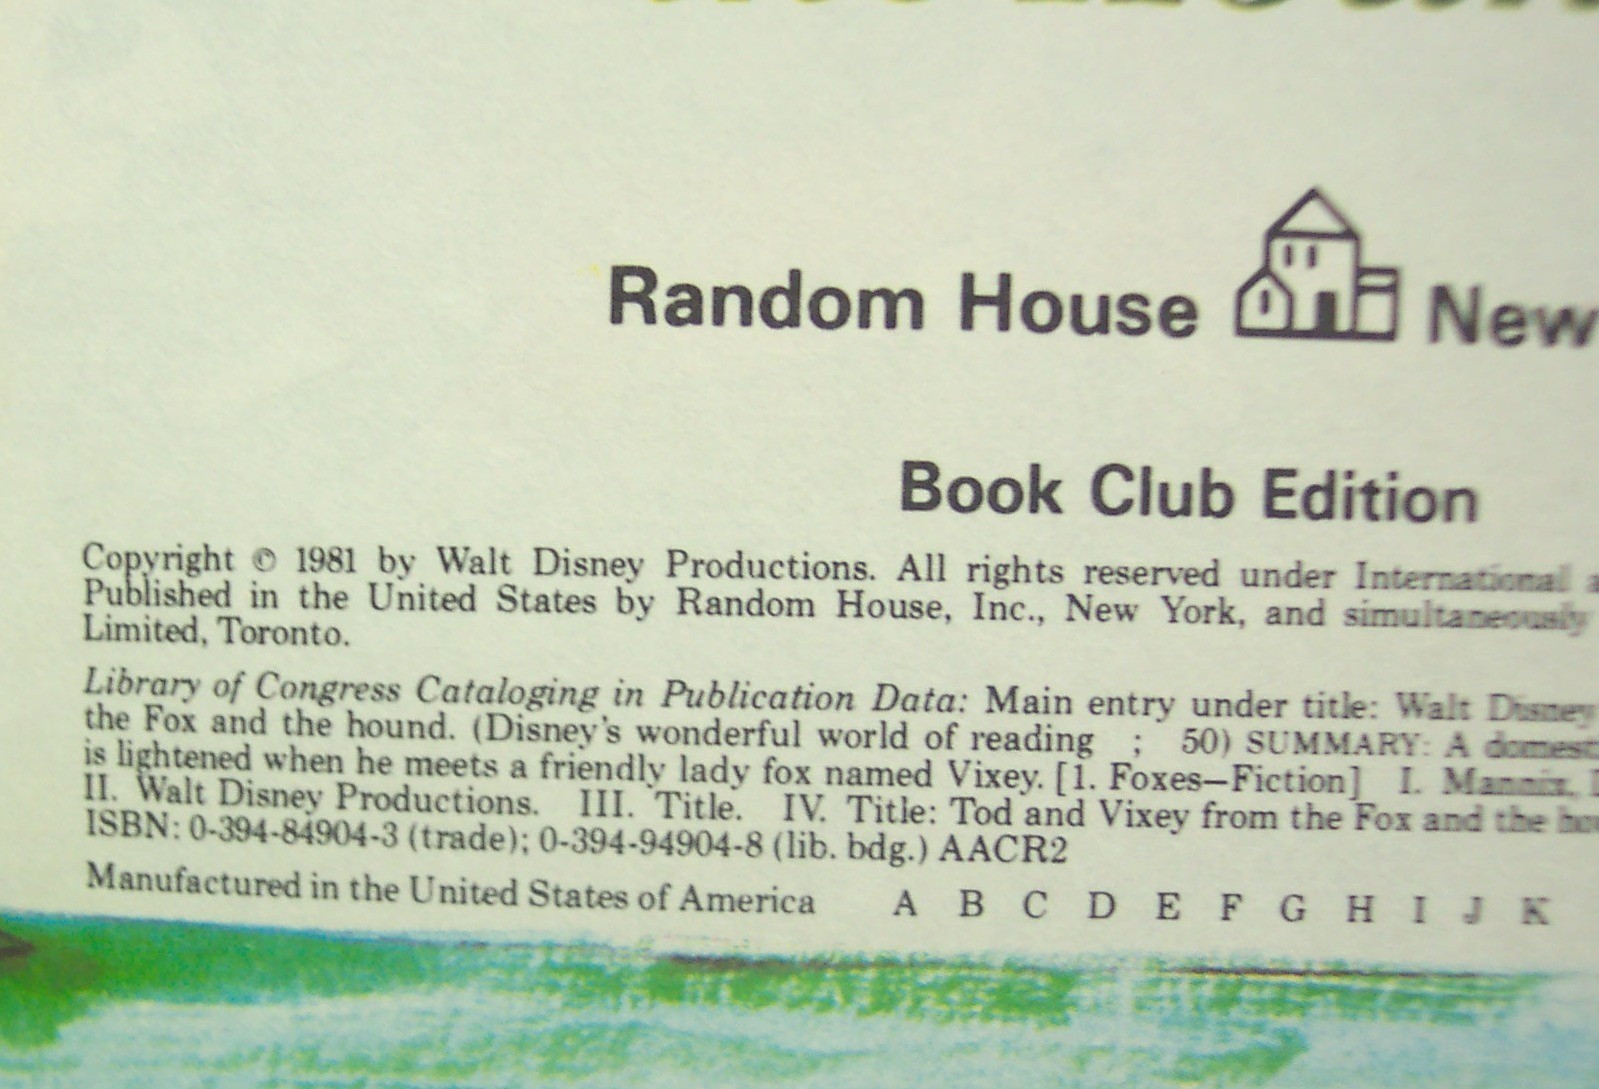 Random House New
Book Club Edition
Copyright © 1981 by Walt Disney Productions. All rights reserved under International
Published in the United States by Random House, Inc., New York, and simultaneously
Limited, Toronto.
Library of Congress Cataloging in Publication Data: Main entry under title: Walt Disney
the Fox and the hound. (Disney's wonderful world of reading ; 50) SUMMARY: A
is lightened when he meets a friendly lady fox named Vixey. [1. Foxes—Fiction] I. Mannix,
II. Walt Disney Productions. III. Title. IV. Title: Tod and Vixey from the Fox and the
ISBN: 0-394-84904-3 (trade); 0-394-94904-8 (lib. bdg.) AACR2
Manufactured in the United States of America A B C D E F G H I J K